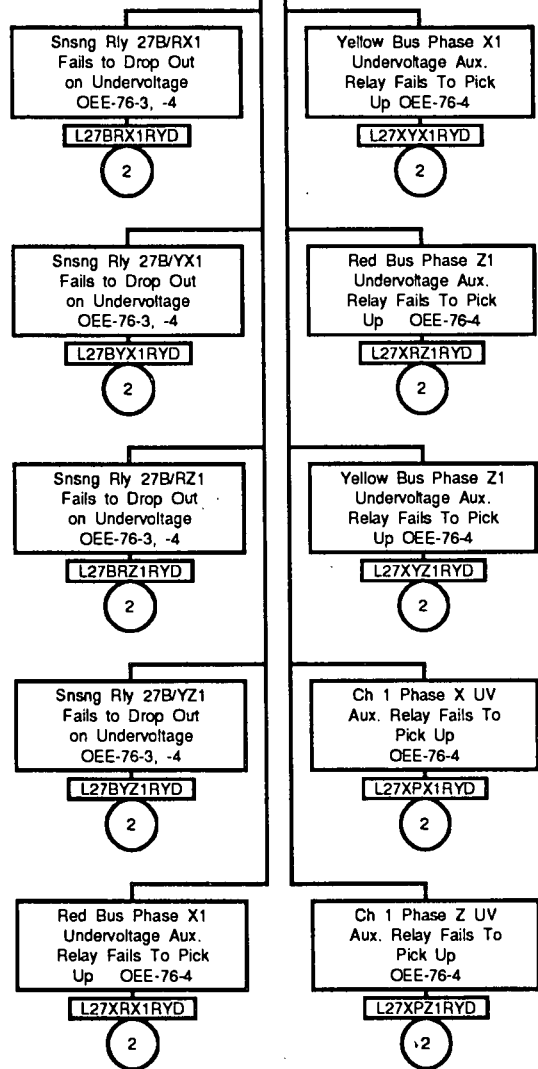 Snsng Rly 27B/RX1
Fails to Drop Out
on Undervoltage
OEE-76-3, -4
L27BRX1RYD
2
Yellow Bus Phase X1
Undervoltage Aux.
Relay Fails To Pick
Up OEE-76-4
L27XYX1RYD
2
Snsng Rly 27B/YX1
Fails to Drop Out
on Undervoltage
OEE-76-3, -4
L27BYX1RYD
2
Red Bus Phase Z1
Undervoltage Aux.
Relay Fails To Pick
Up OEE-76-4
L27XRZ1RYD
2
Snsng Rly 27B/RZ1
Fails to Drop Out
on Undervoltage
OEE-76-3, -4
L27BRZ1RYD
2
Yellow Bus Phase Z1
Undervoltage Aux.
Relay Fails To Pick
Up OEE-76-4
L27XYZ1RYD
2
Snsng Rly 27B/YZ1
Fails to Drop Out
on Undervoltage
OEE-76-3, -4
L27BYZ1RYD
2
Ch 1 Phase X UV
Aux. Relay Fails To
Pick Up
OEE-76-4
L27XPX1RYD
2
Red Bus Phase X1
Undervoltage Aux.
Relay Fails To Pick
Up OEE-76-4
L27XRX1RYD
2
Ch 1 Phase Z UV
Aux. Relay Fails To
Pick Up
OEE-76-4
L27XPZ1RYD
2